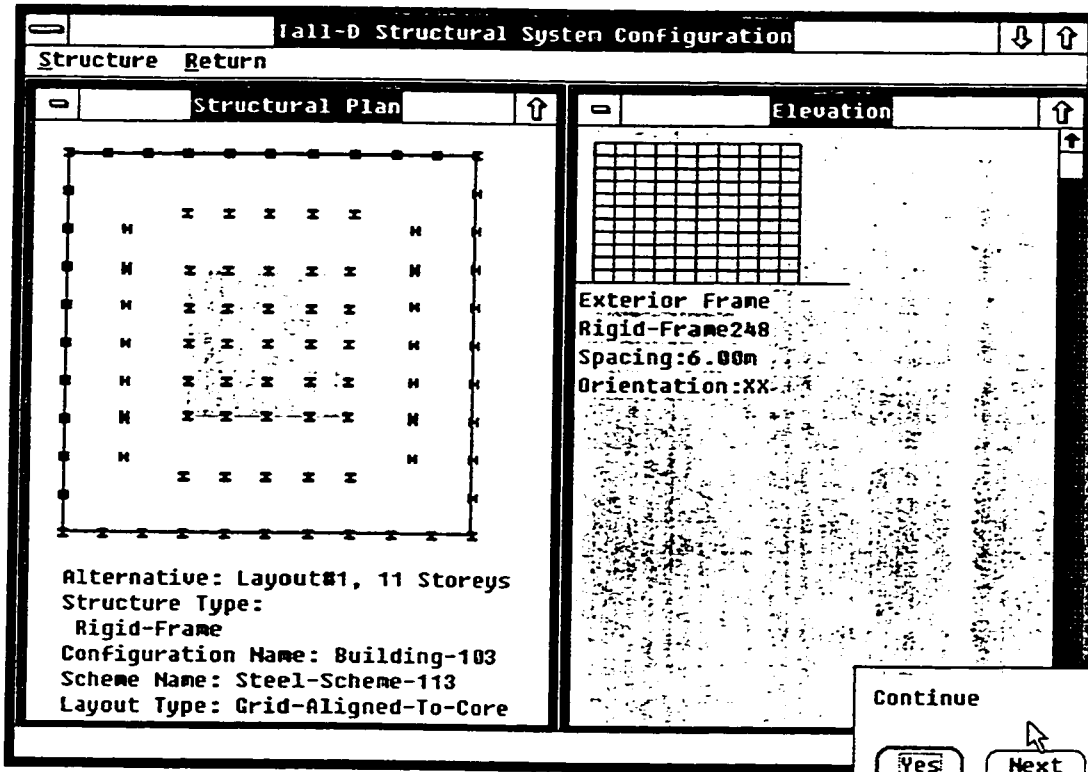 Tall-D Structural System Configuration
Structure Return
Structural Plan
Alternative: Layout#1, 11 Storeys
Structure Type:
Rigid-Frame
Configuration Name: Building-103
Scheme Name: Steel-Scheme-113
Layout Type: Grid-Aligned-To-Core
Elevation
Exterior Frame
Rigid-Frame248
Spacing:6.00m
Orientation:XX
Continue
Yes Next